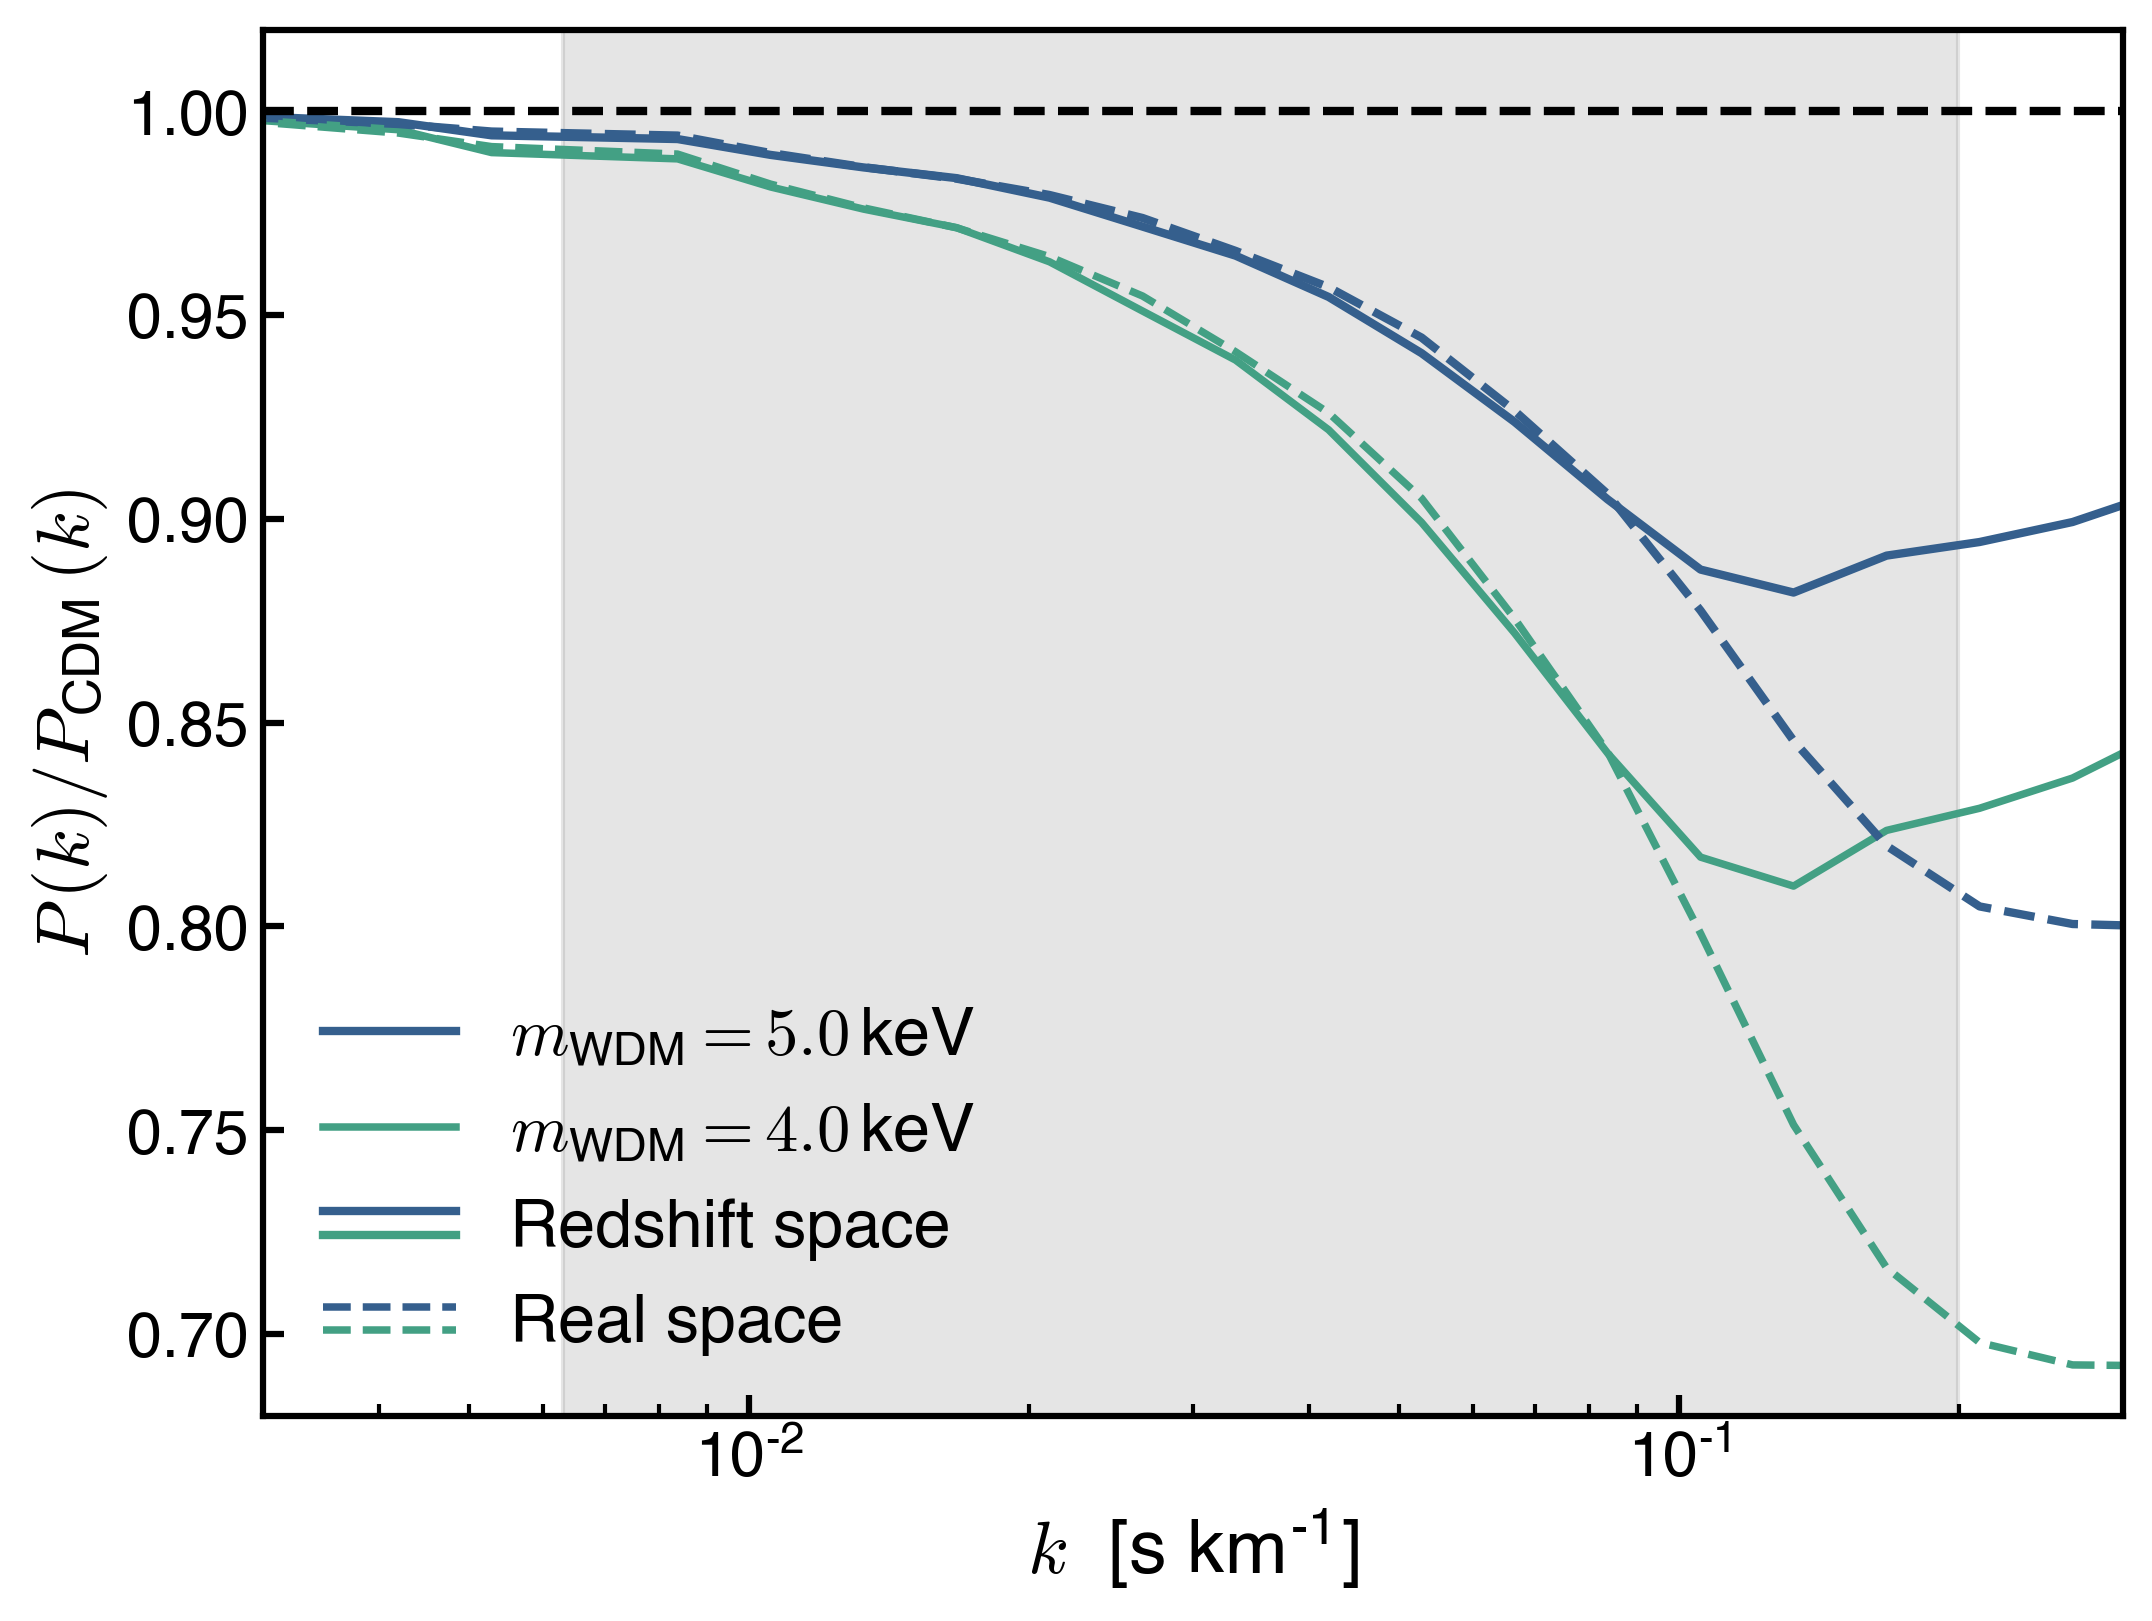 1.00
0.95
0.90
0.85
0.80
0.75
0.70
P(k)/P_CDM (k)
m_WDM = 5.0 keV
m_WDM = 4.0 keV
Redshift space
Real space
10^-2
10^-1
k [s km^-1]